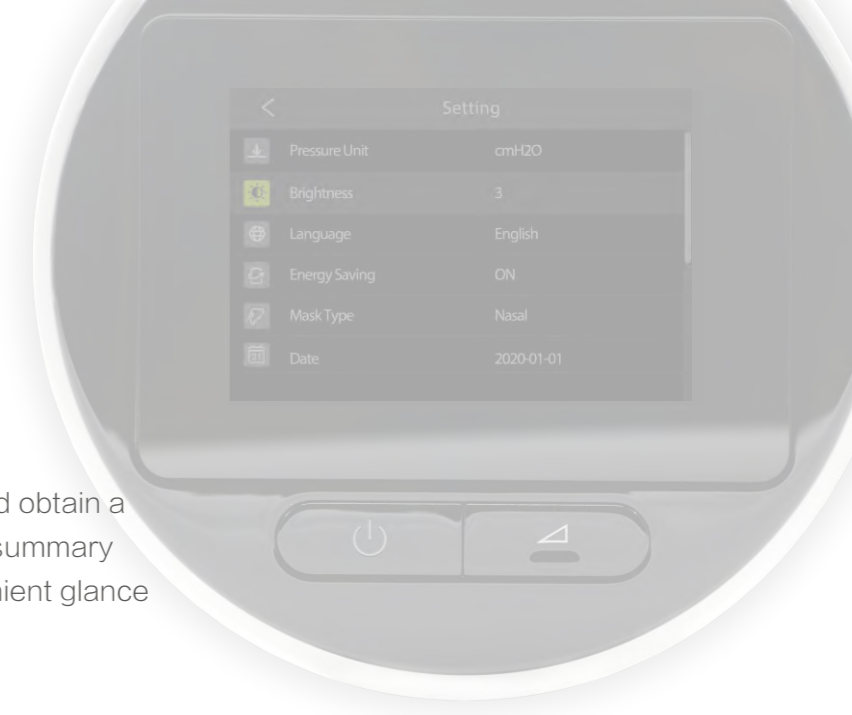 Setting
Pressure Unit cmH2O
Brightness 3
Language English
Energy Saving ON
Mask Type Nasal
Date 2020-01-01
d obtain a
summary
nient glance